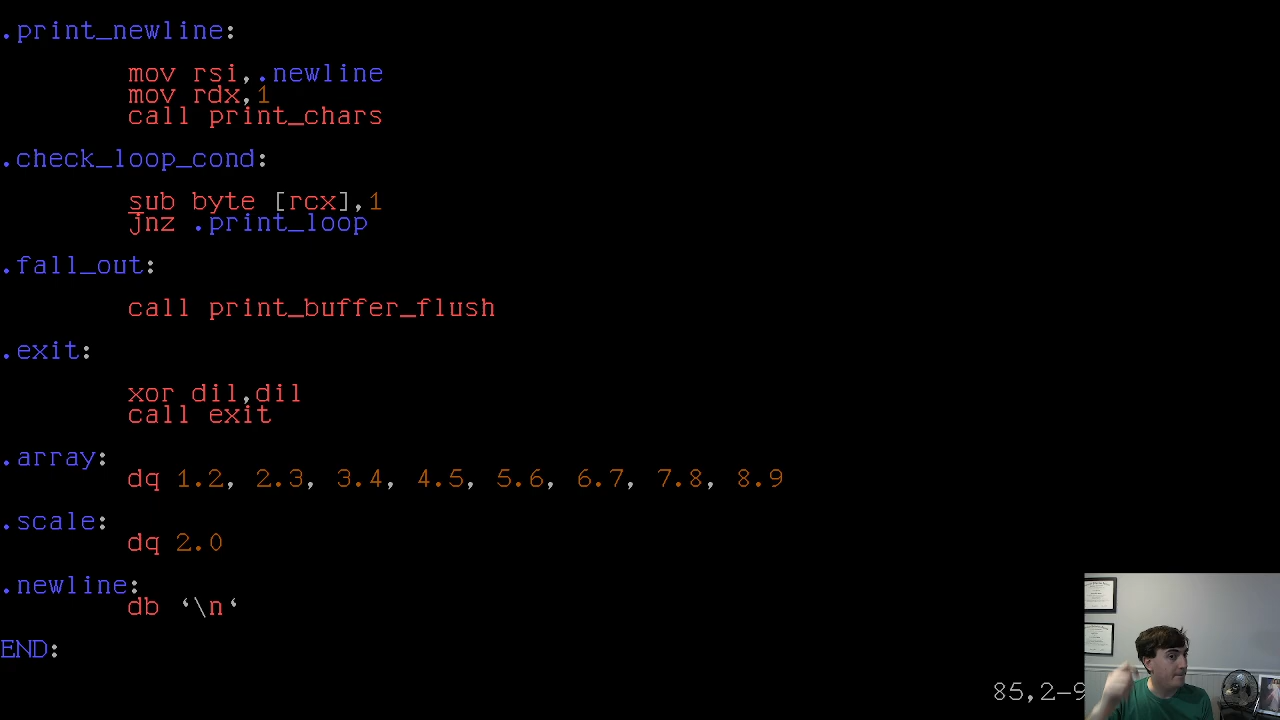 .print_newline:
mov rsi,.newline
mov rdx,1
call print_chars
.check_loop_cond:
sub byte [rcx],1
jnz .print_loop
.fall_out:
call print_buffer_flush
.exit:
xor dil,dil
call exit
.array:
dq 1.2, 2.3, 3.4, 4.5, 5.6, 6.7, 7.8, 8.9
.scale:
dq 2.0
.newline:
db `\n`
END:
85,2-9